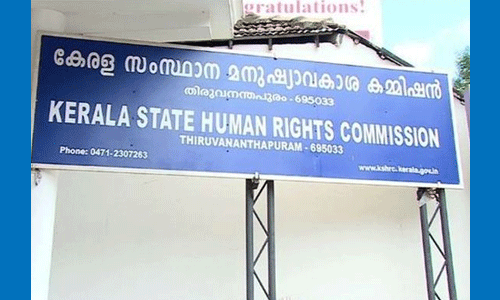 gratulations!
കേരള സംസ്ഥാന മനുഷ്യാവകാശ കമ്മിഷൻ
തിരുവനന്തപുരം - 695033
KERALA STATE HUMAN RIGHTS COMMISSION
THIRUVANANTHAPURAM - 695033
Phone: 0471-2307263
www.kshrc.kerala.gov.in